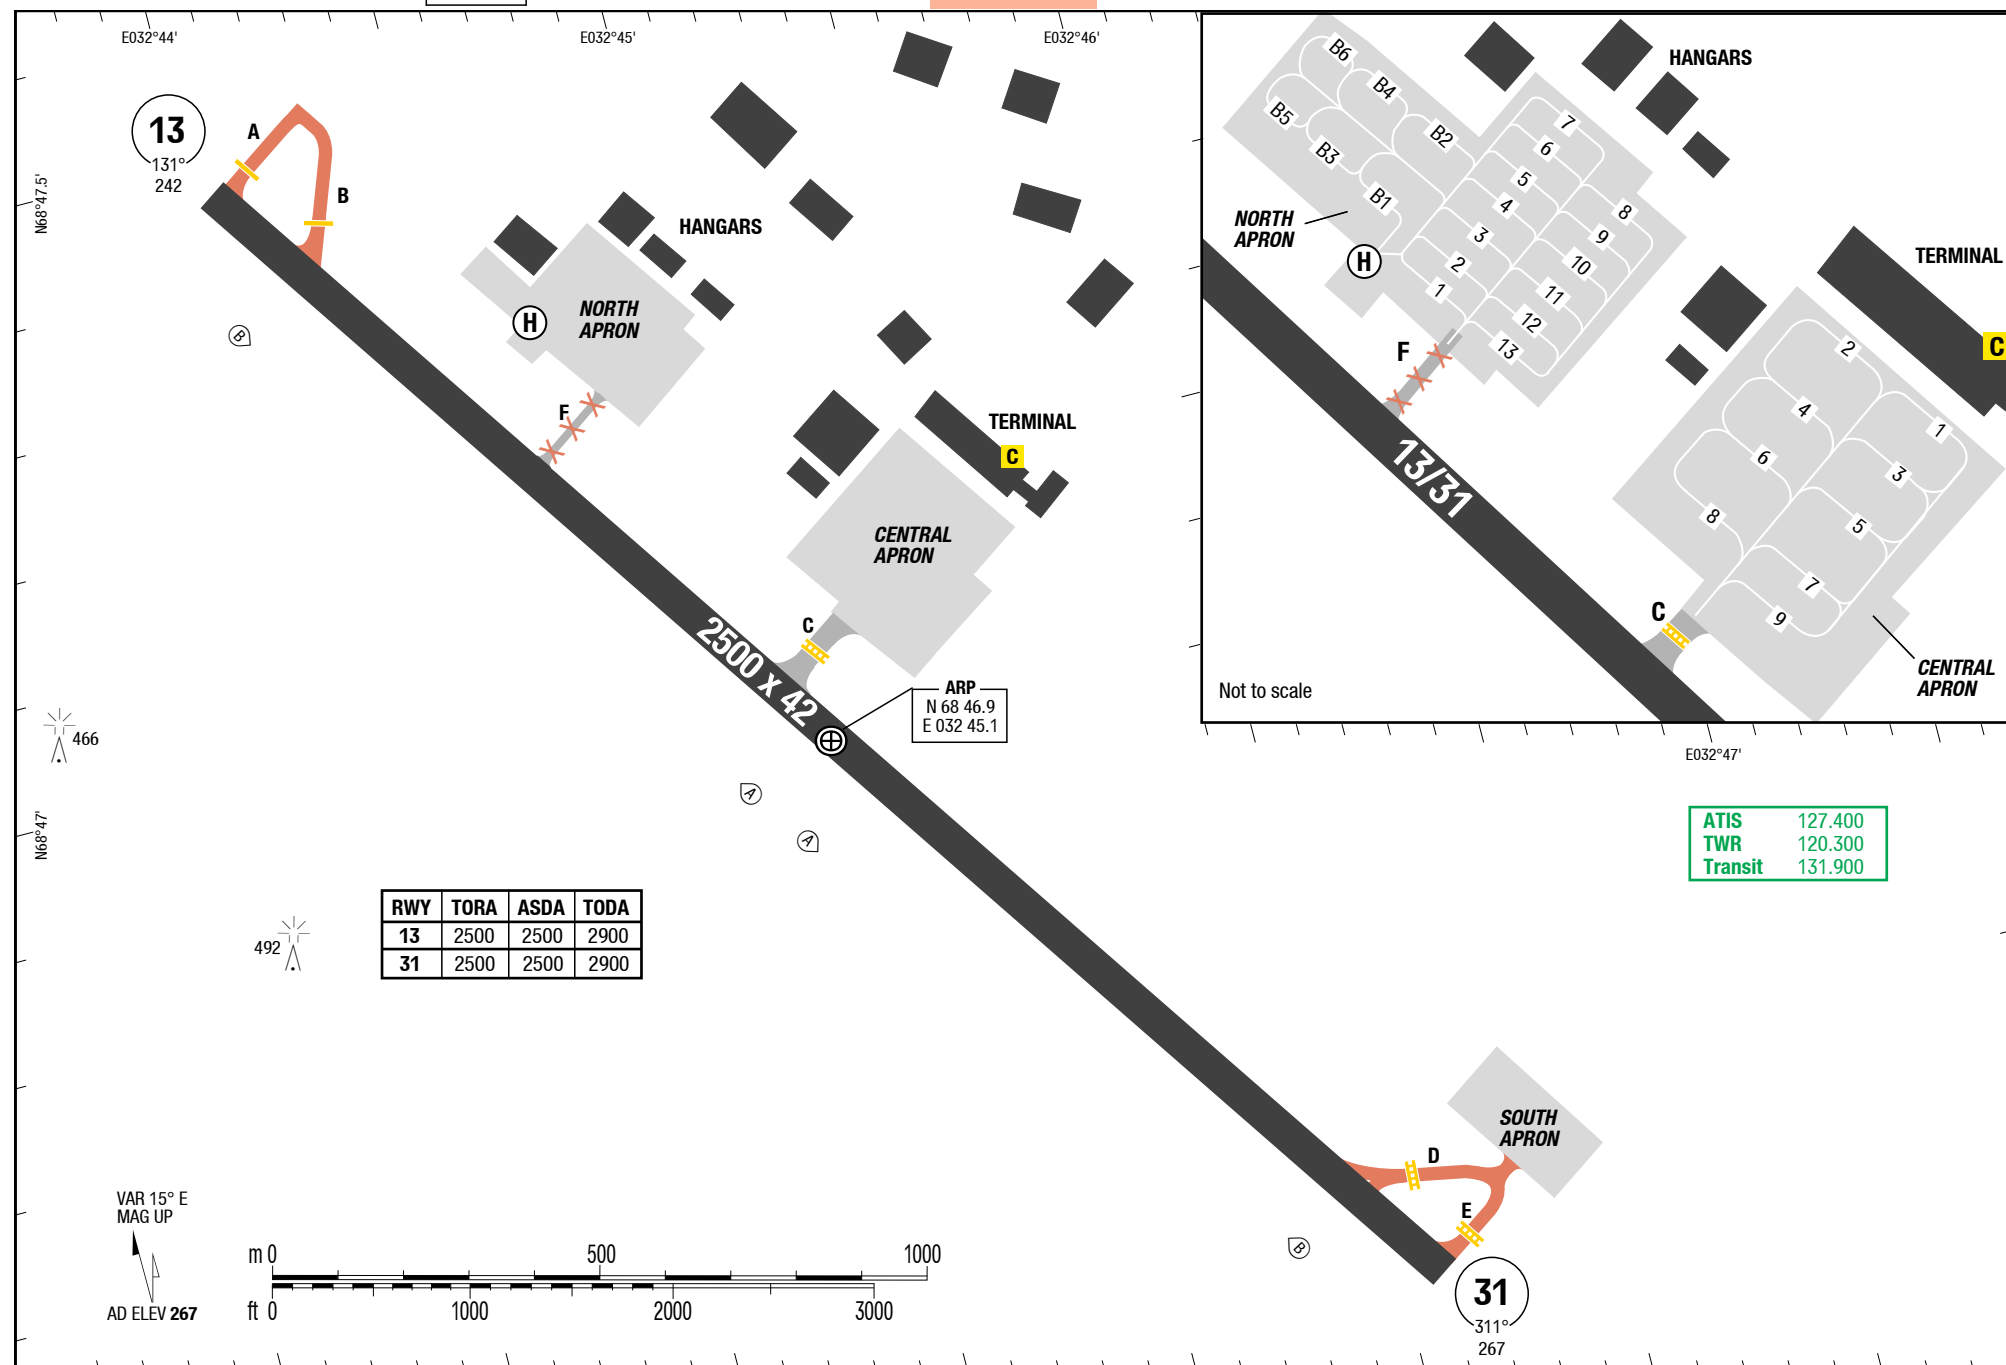 E032°44'
E032°45'
E032°46'
13
131°
242
A
B
N68°47.5'
HANGARS
NORTH
APRON
H
F
B
TERMINAL
C
CENTRAL
APRON
C
2500 x 42
ARP
N 68 46.9
E 032 45.1
466
A
A
N68°47'
492
RWY TORA ASDA TODA
13 2500 2500 2900
31 2500 2500 2900
SOUTH
APRON
D
E
B
31
311°
267
VAR 15° E
MAG UP
AD ELEV 267
m 0 500 1000
ft 0 1000 2000 3000
HANGARS
B6
B4
B5
B2
B3
B1
7
6
5
4
3
2
1
8
9
10
11
12
13
NORTH
APRON
H
F
13/31
TERMINAL
C
2
4
1
6
3
8
5
7
9
C
CENTRAL
APRON
Not to scale
E032°47'
ATIS 127.400
TWR 120.300
Transit 131.900